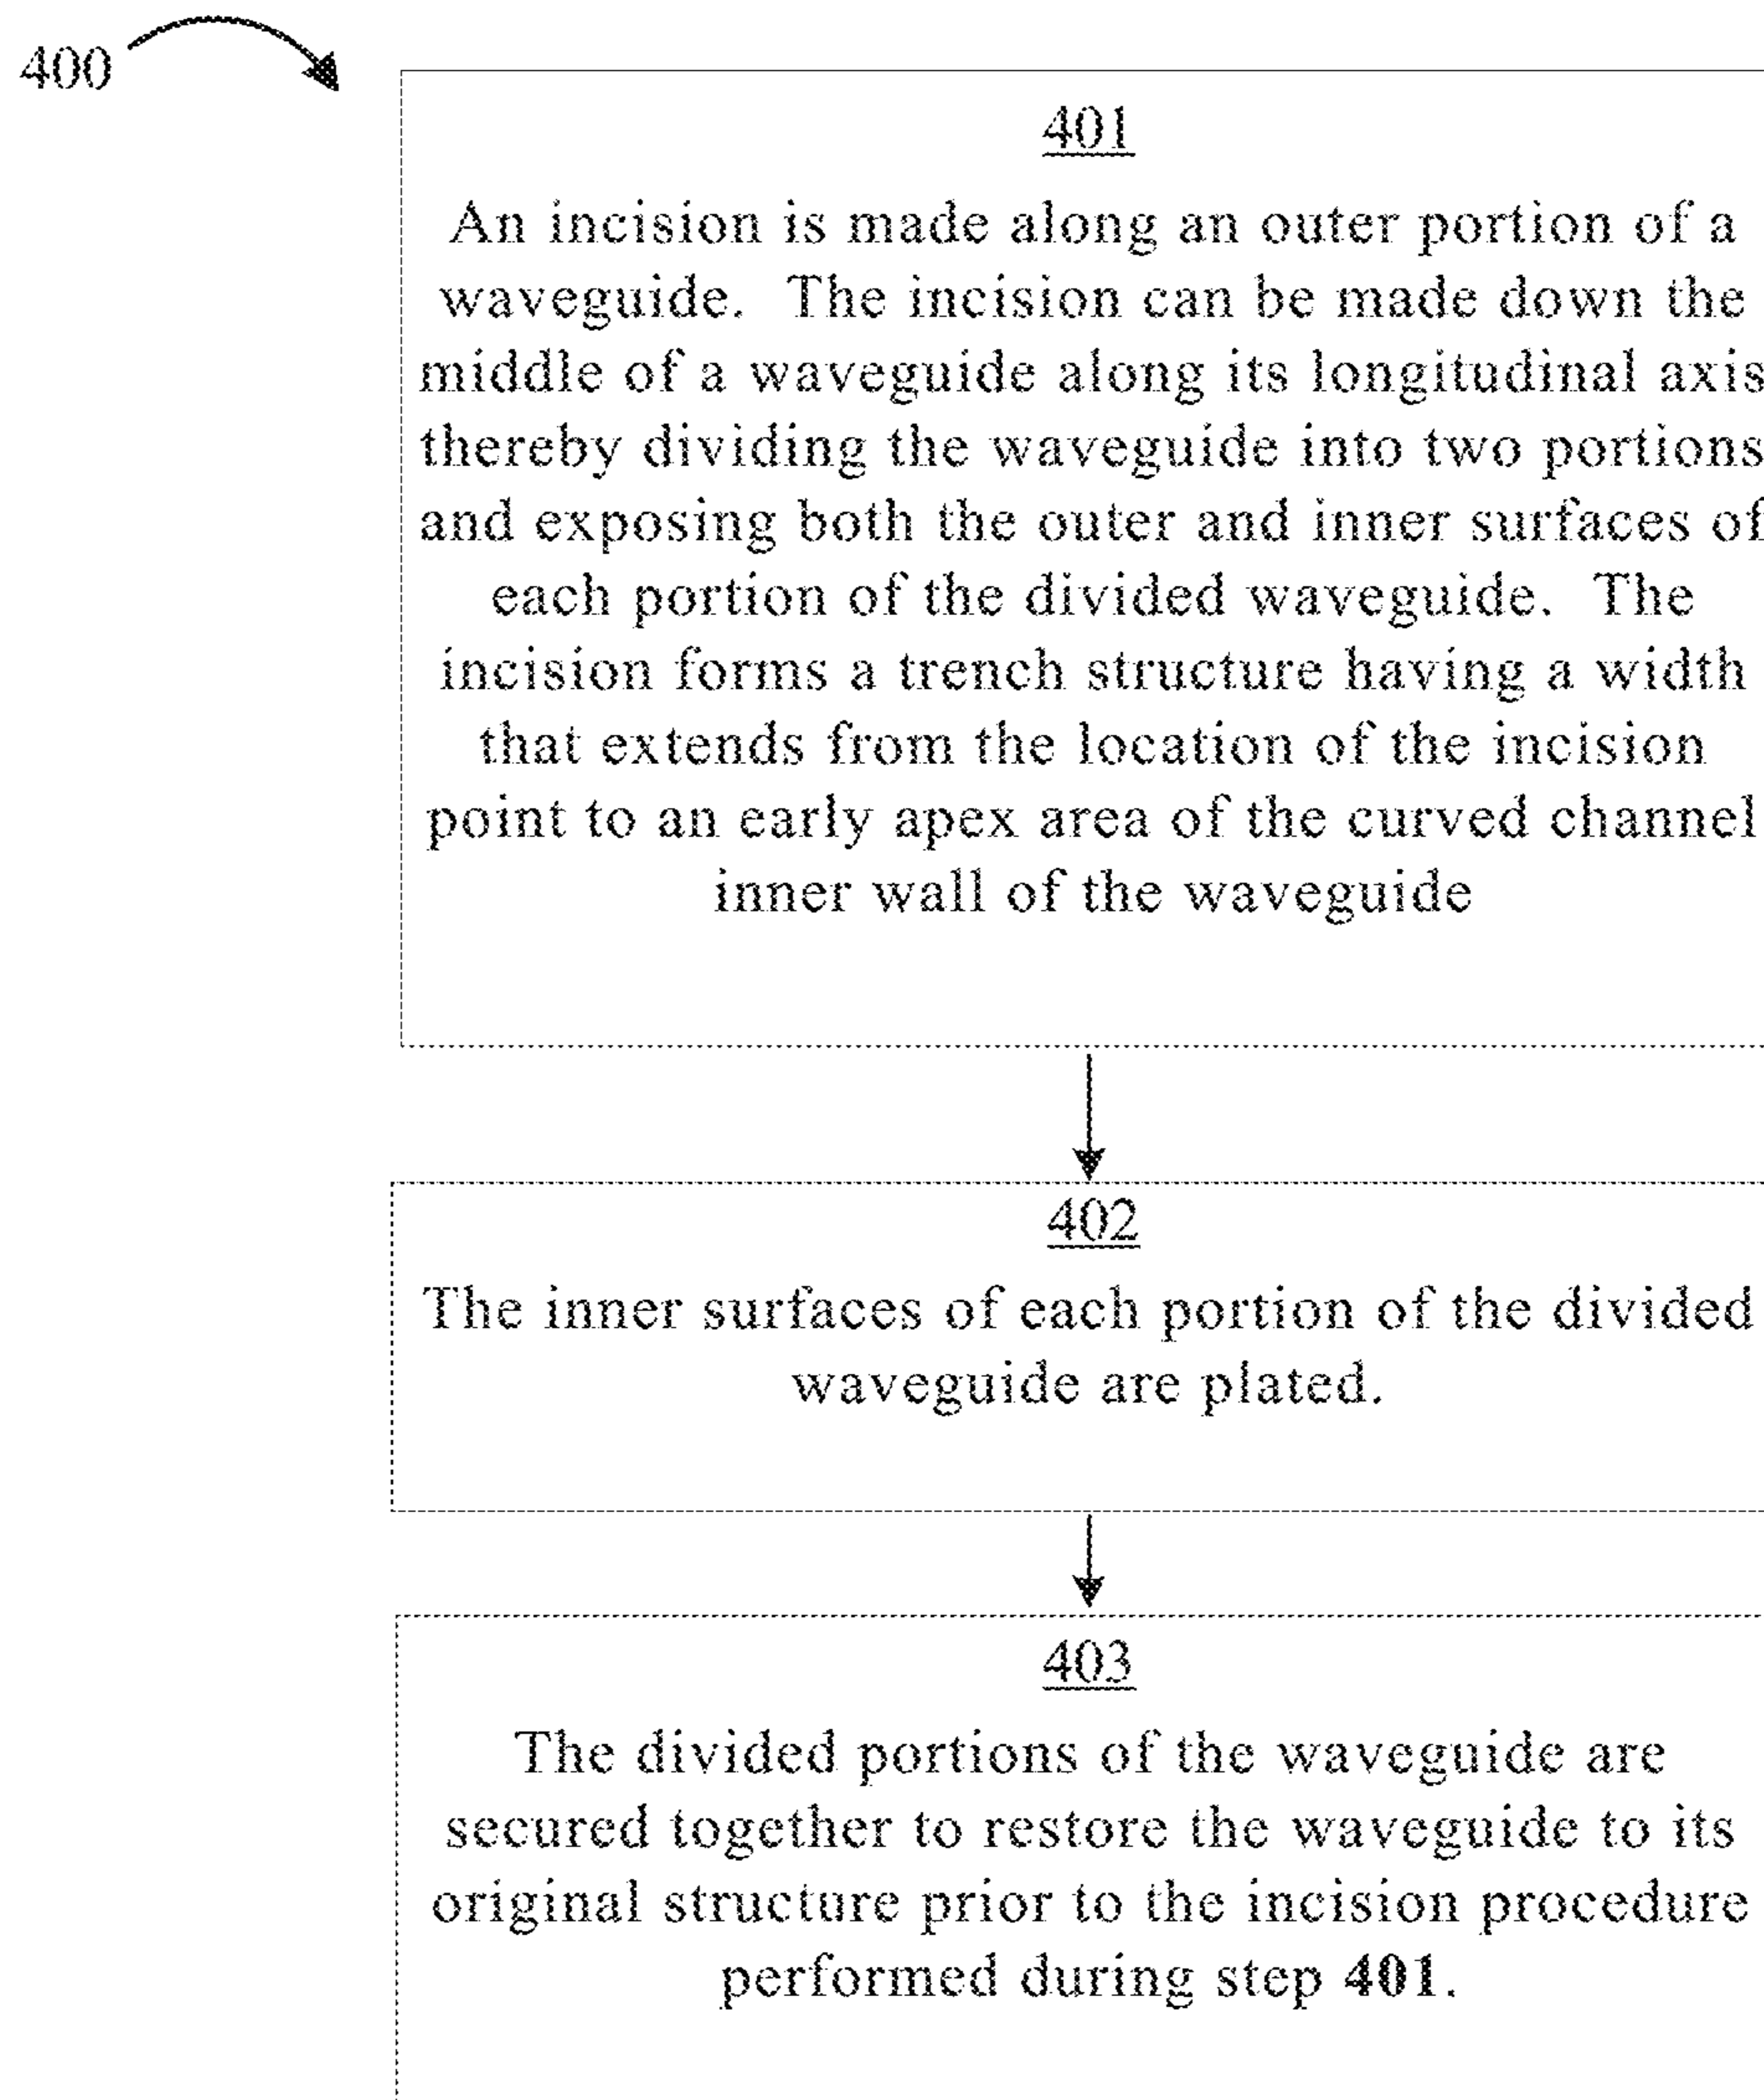 400
401
An incision is made along an outer portion of a
waveguide. The incision can be made down the
middle of a waveguide along its longitudinal axis
thereby dividing the waveguide into two portions
and exposing both the outer and inner surfaces of
each portion of the divided waveguide. The
incision forms a trench structure having a width
that extends from the location of the incision
point to an early apex area of the curved channel
inner wall of the waveguide
402
The inner surfaces of each portion of the divided
waveguide are plated.
403
The divided portions of the waveguide are
secured together to restore the waveguide to its
original structure prior to the incision procedure
performed during step 401.